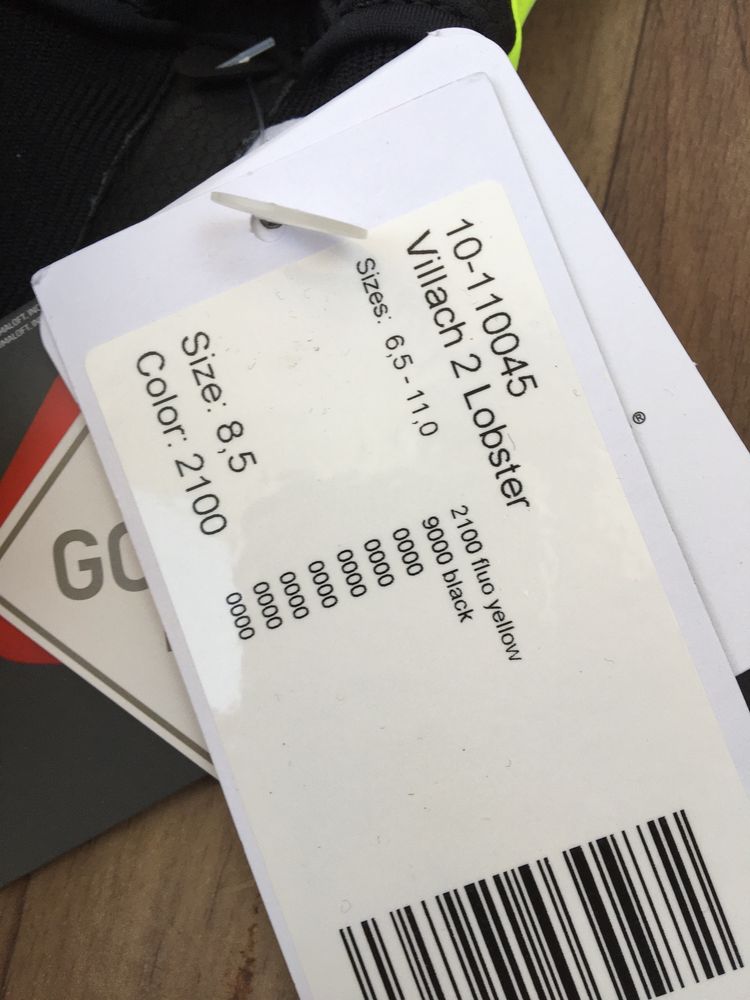 10-110045
Villach 2 Lobster
Sizes: 6,5 - 11,0
2100 fluo yellow
9000 black
0000
0000
0000
0000
0000
0000
0000
Size: 8,5
Color: 2100
®
GO